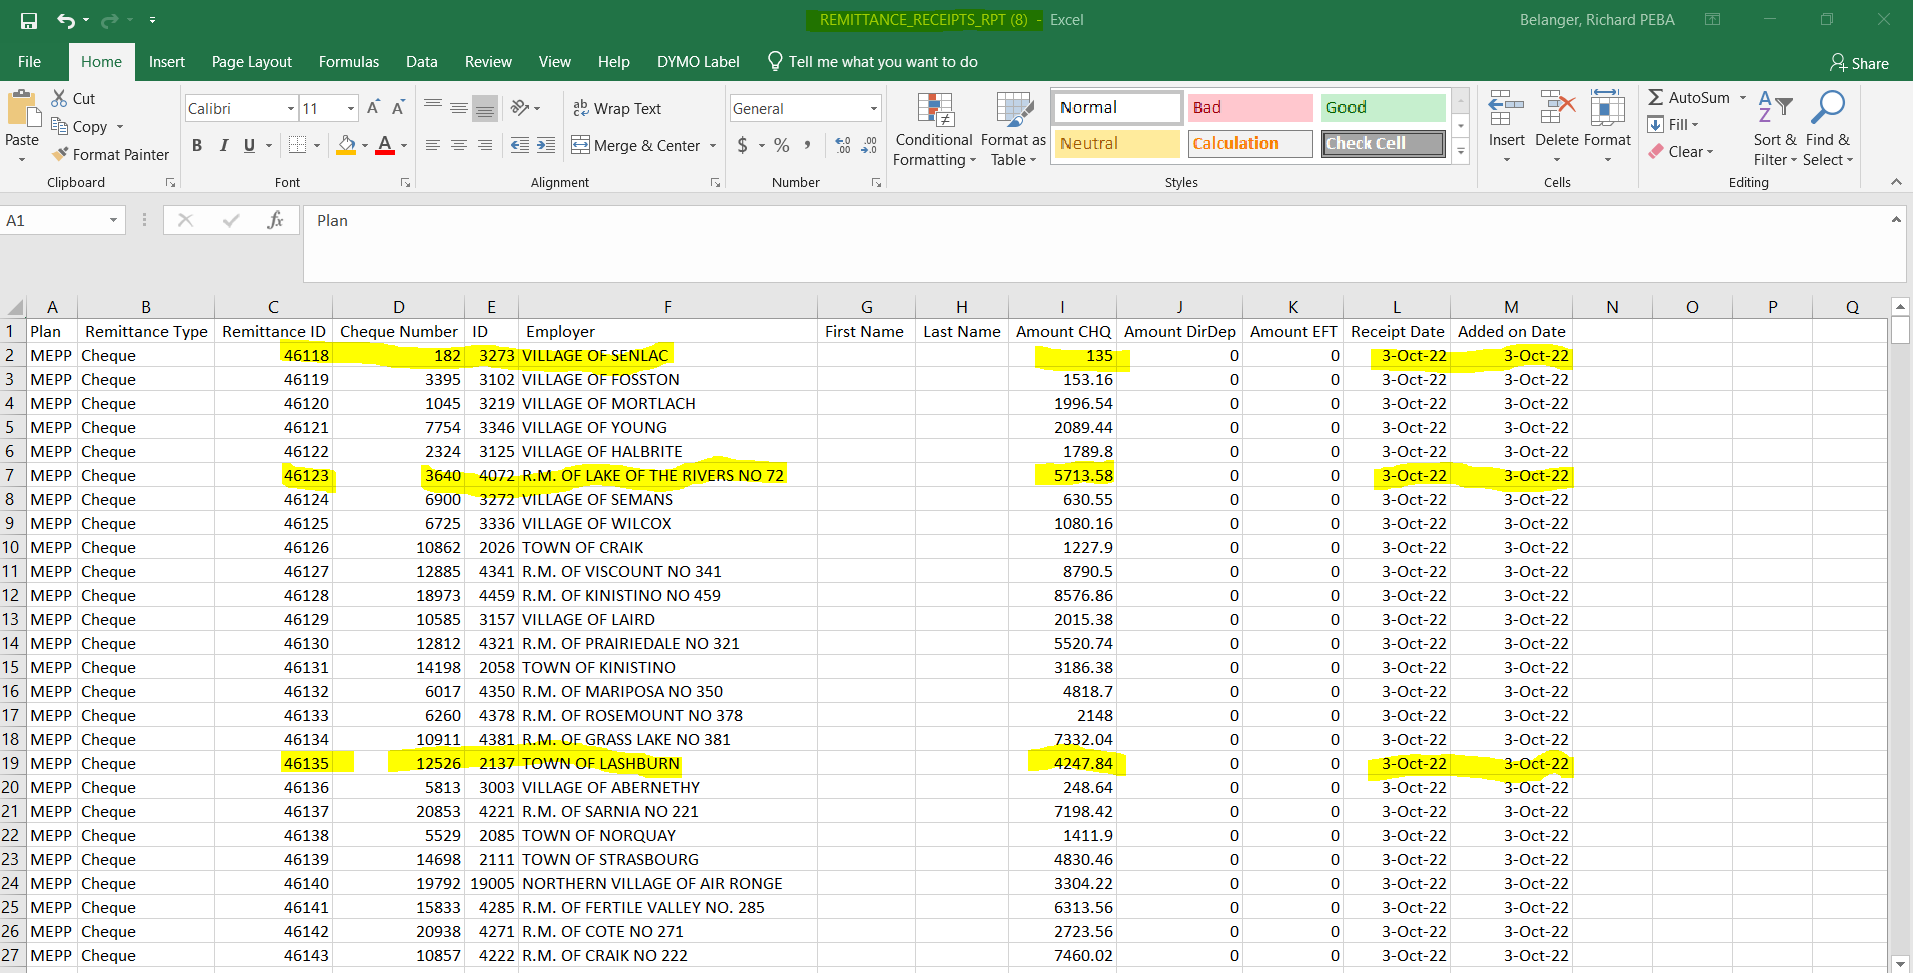 REMITTANCE_RECEIPTS_RPT (8) - Excel
Belanger, Richard PEBA
File Home Insert Page Layout Formulas Data Review View Help DYMO Label Tell me what you want to do
Share
Paste
Cut
Copy
Format Painter
Clipboard
Calibri 11
B I U
Font
Wrap Text
Merge & Center
Alignment
General
$ %
Number
Conditional Formatting
Format as Table
Normal Bad Good
Neutral Calculation Check Cell
Styles
Insert Delete Format
Cells
AutoSum
Fill
Clear
Sort & Filter
Find & Select
Editing
A1 fx Plan
A B C D E F G H I J K L M N O P Q
1 Plan Remittance Type Remittance ID Cheque Number ID Employer First Name Last Name Amount CHQ Amount DirDep Amount EFT Receipt Date Added on Date
2 MEPP Cheque 46118 182 3273 VILLAGE OF SENLAC 135 0 0 3-Oct-22 3-Oct-22
3 MEPP Cheque 46119 3395 3102 VILLAGE OF FOSSTON 153.16 0 0 3-Oct-22 3-Oct-22
4 MEPP Cheque 46120 1045 3219 VILLAGE OF MORTLACH 1996.54 0 0 3-Oct-22 3-Oct-22
5 MEPP Cheque 46121 7754 3346 VILLAGE OF YOUNG 2089.44 0 0 3-Oct-22 3-Oct-22
6 MEPP Cheque 46122 2324 3125 VILLAGE OF HALBRITE 1789.8 0 0 3-Oct-22 3-Oct-22
7 MEPP Cheque 46123 3640 4072 R.M. OF LAKE OF THE RIVERS NO 72 5713.58 0 0 3-Oct-22 3-Oct-22
8 MEPP Cheque 46124 6900 3272 VILLAGE OF SEMANS 630.55 0 0 3-Oct-22 3-Oct-22
9 MEPP Cheque 46125 6725 3336 VILLAGE OF WILCOX 1080.16 0 0 3-Oct-22 3-Oct-22
10 MEPP Cheque 46126 10862 2026 TOWN OF CRAIK 1227.9 0 0 3-Oct-22 3-Oct-22
11 MEPP Cheque 46127 12885 4341 R.M. OF VISCOUNT NO 341 8790.5 0 0 3-Oct-22 3-Oct-22
12 MEPP Cheque 46128 18973 4459 R.M. OF KINISTINO NO 459 8576.86 0 0 3-Oct-22 3-Oct-22
13 MEPP Cheque 46129 10585 3157 VILLAGE OF LAIRD 2015.38 0 0 3-Oct-22 3-Oct-22
14 MEPP Cheque 46130 12812 4321 R.M. OF PRAIRIEDALE NO 321 5520.74 0 0 3-Oct-22 3-Oct-22
15 MEPP Cheque 46131 14198 2058 TOWN OF KINISTINO 3186.38 0 0 3-Oct-22 3-Oct-22
16 MEPP Cheque 46132 6017 4350 R.M. OF MARIPOSA NO 350 4818.7 0 0 3-Oct-22 3-Oct-22
17 MEPP Cheque 46133 6260 4378 R.M. OF ROSEMOUNT NO 378 2148 0 0 3-Oct-22 3-Oct-22
18 MEPP Cheque 46134 10911 4381 R.M. OF GRASS LAKE NO 381 7332.04 0 0 3-Oct-22 3-Oct-22
19 MEPP Cheque 46135 12526 2137 TOWN OF LASHBURN 4247.84 0 0 3-Oct-22 3-Oct-22
20 MEPP Cheque 46136 5813 3003 VILLAGE OF ABERNETHY 248.64 0 0 3-Oct-22 3-Oct-22
21 MEPP Cheque 46137 20853 4221 R.M. OF SARNIA NO 221 7198.42 0 0 3-Oct-22 3-Oct-22
22 MEPP Cheque 46138 5529 2085 TOWN OF NORQUAY 1411.9 0 0 3-Oct-22 3-Oct-22
23 MEPP Cheque 46139 14698 2111 TOWN OF STRASBOURG 4830.46 0 0 3-Oct-22 3-Oct-22
24 MEPP Cheque 46140 19792 19005 NORTHERN VILLAGE OF AIR RONGE 3304.22 0 0 3-Oct-22 3-Oct-22
25 MEPP Cheque 46141 15833 4285 R.M. OF FERTILE VALLEY NO. 285 6313.56 0 0 3-Oct-22 3-Oct-22
26 MEPP Cheque 46142 20938 4271 R.M. OF COTE NO 271 2723.56 0 0 3-Oct-22 3-Oct-22
27 MEPP Cheque 46143 10857 4222 R.M. OF CRAIK NO 222 7460.02 0 0 3-Oct-22 3-Oct-22